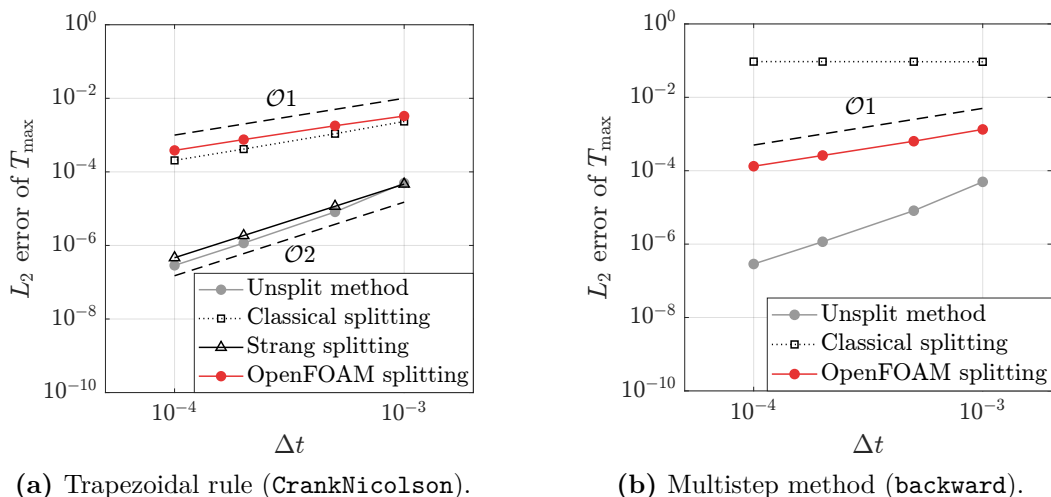 10^0
10^-2
10^-4
10^-6
10^-8
10^-10
L_2 error of T_max
𝒪1
𝒪2
Unsplit method
Classical splitting
Strang splitting
OpenFOAM splitting
10^-4
10^-3
Δt
(a) Trapezoidal rule (CrankNicolson).
10^0
10^-2
10^-4
10^-6
10^-8
10^-10
L_2 error of T_max
𝒪1
Unsplit method
Classical splitting
OpenFOAM splitting
10^-4
10^-3
Δt
(b) Multistep method (backward).